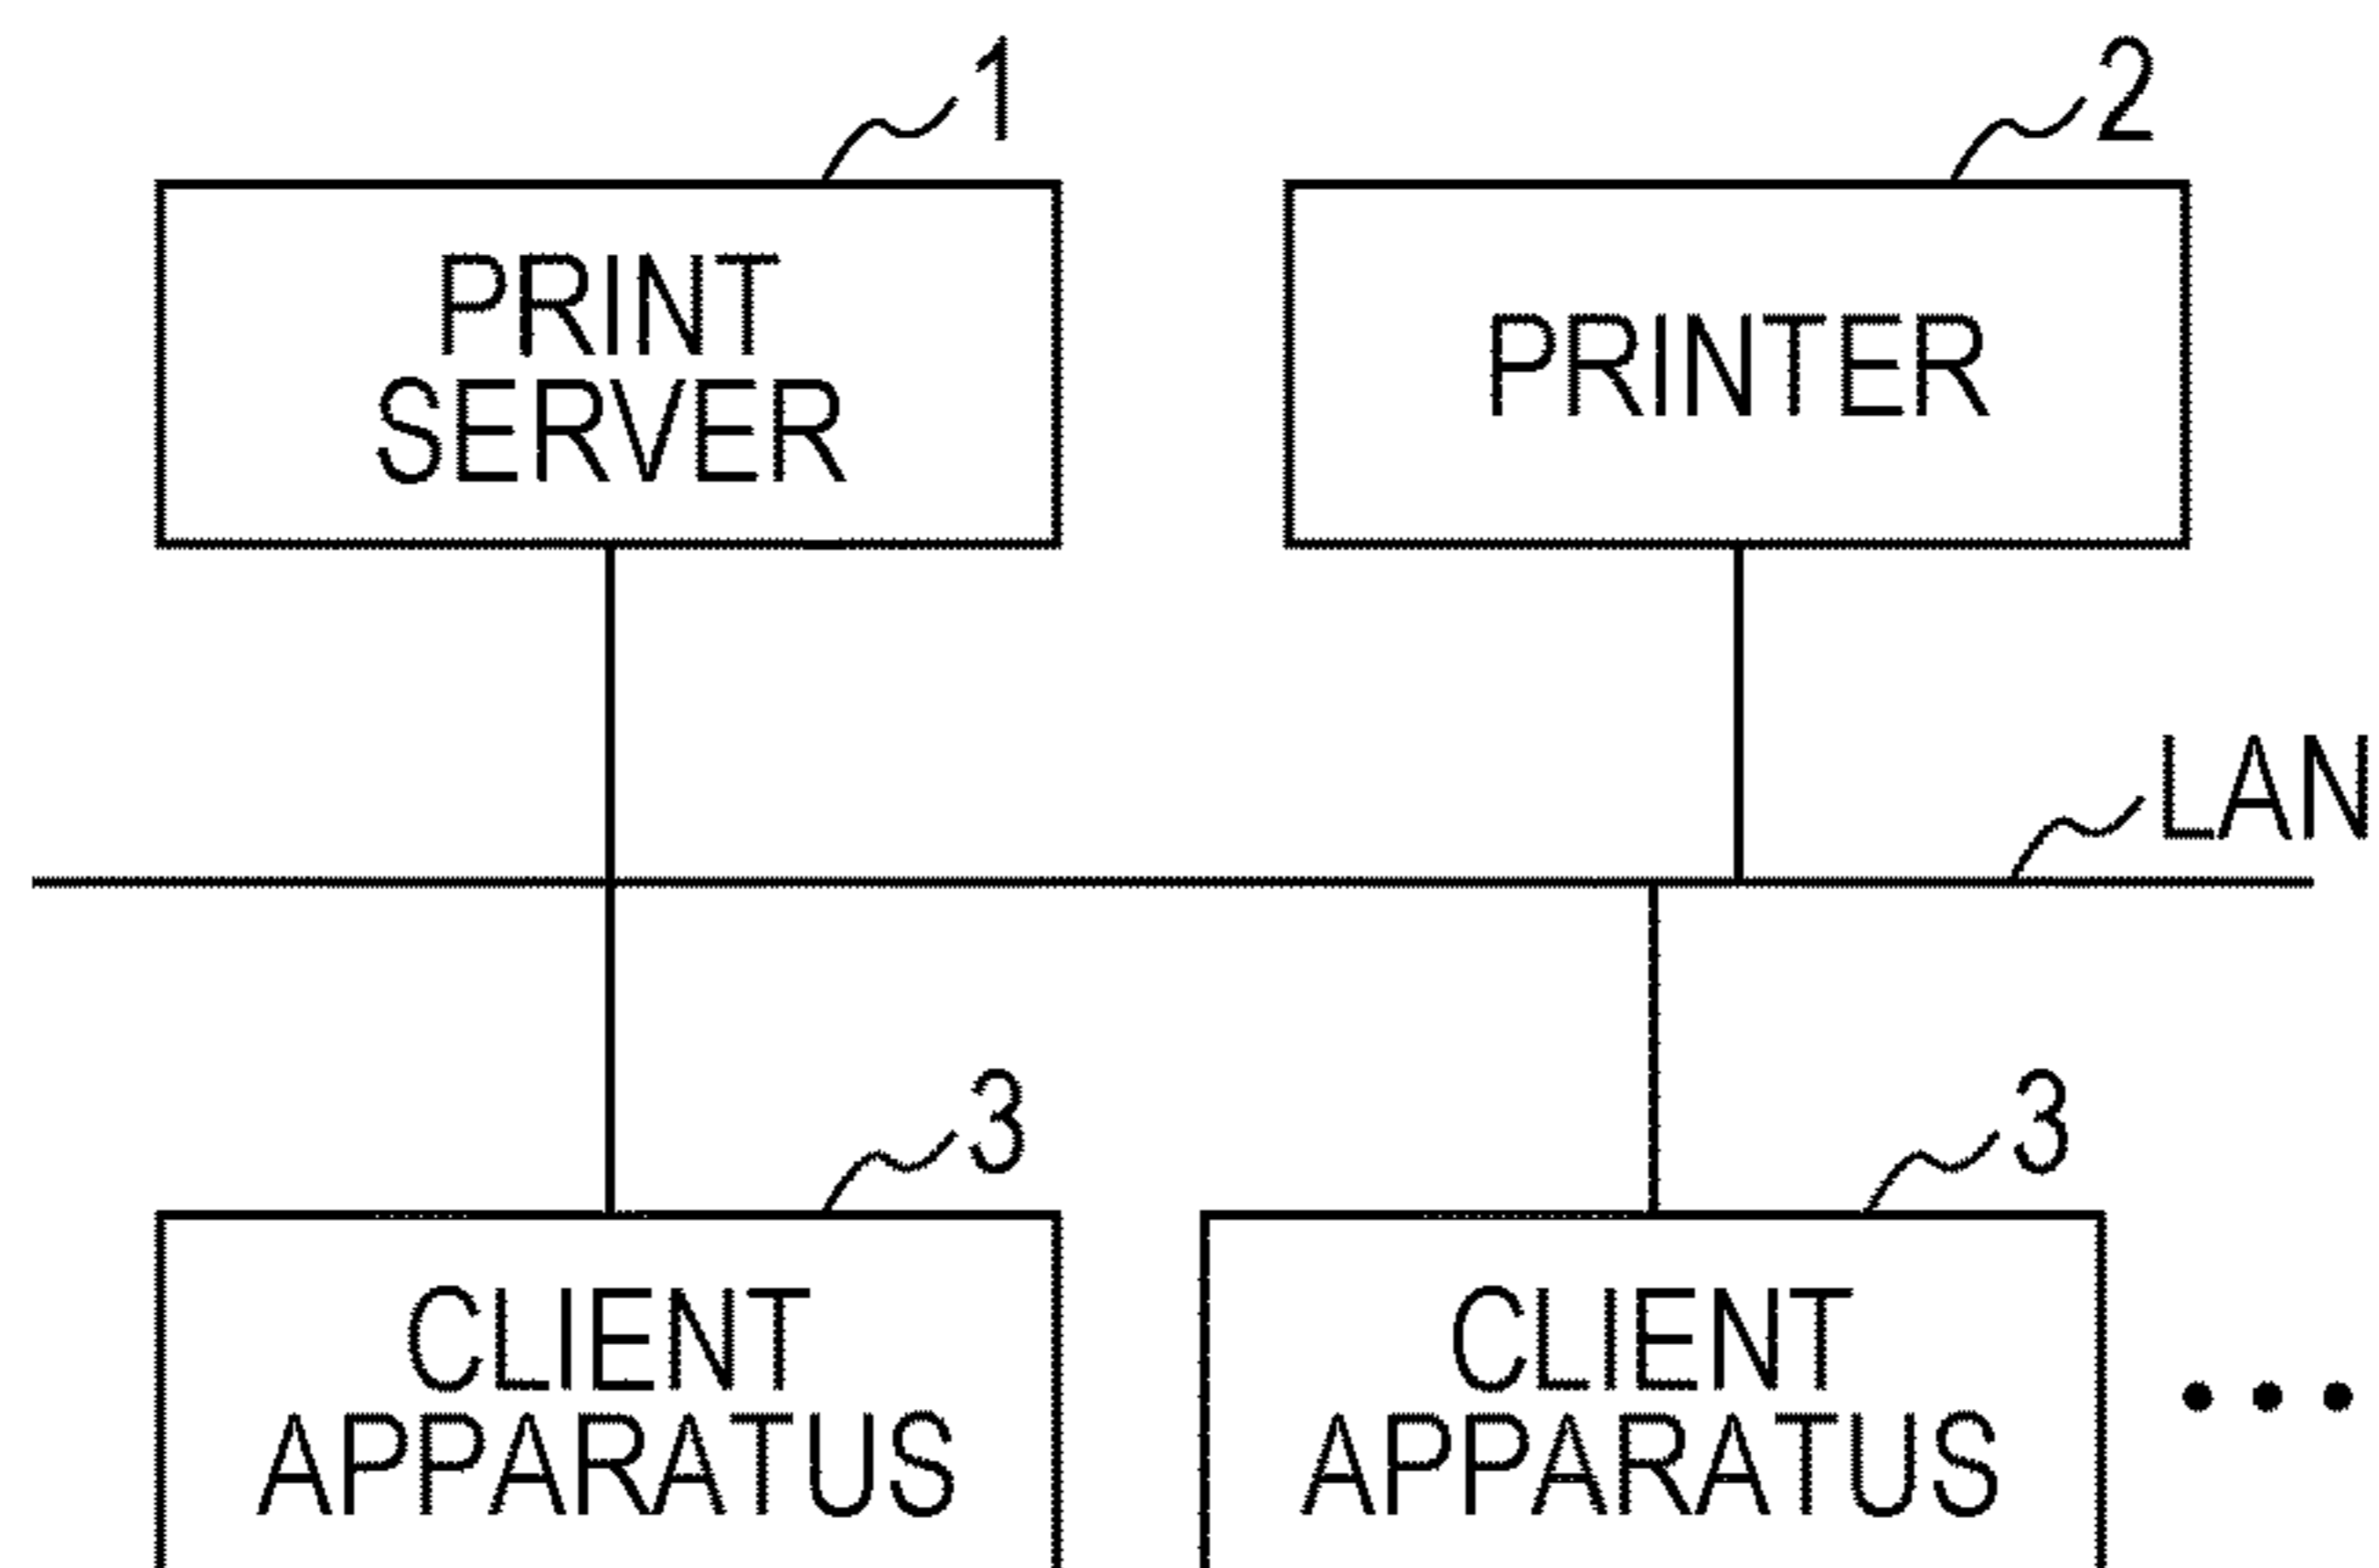 1
2
PRINT
SERVER
PRINTER
LAN
3
3
CLIENT
APPARATUS
CLIENT
APPARATUS